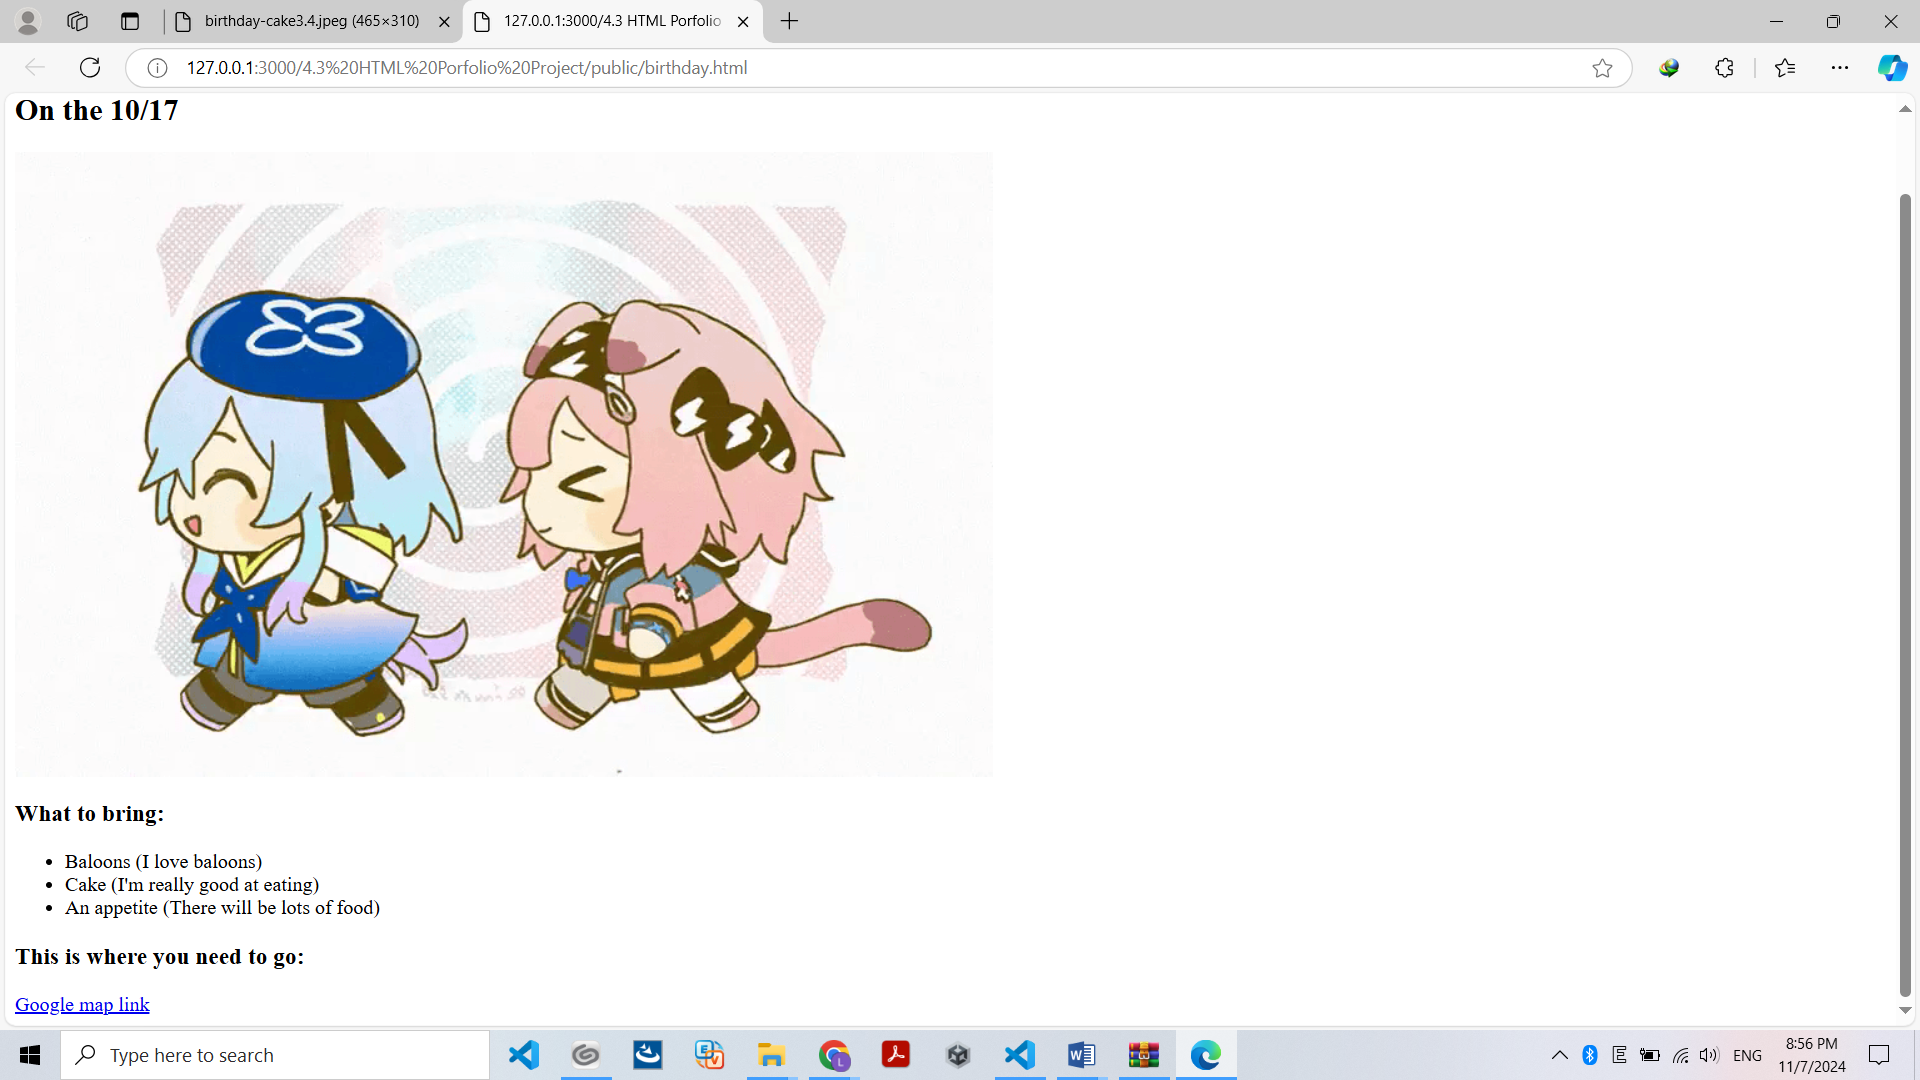 birthday-cake3.4.jpeg (465×310)
127.0.0.1:3000/4.3 HTML Porfolio
127.0.0.1:3000/4.3%20HTML%20Porfolio%20Project/public/birthday.html
On the 10/17
What to bring:
Baloons (I love baloons)
Cake (I'm really good at eating)
An appetite (There will be lots of food)
This is where you need to go:
Google map link
Type here to search
ENG
8:56 PM
11/7/2024